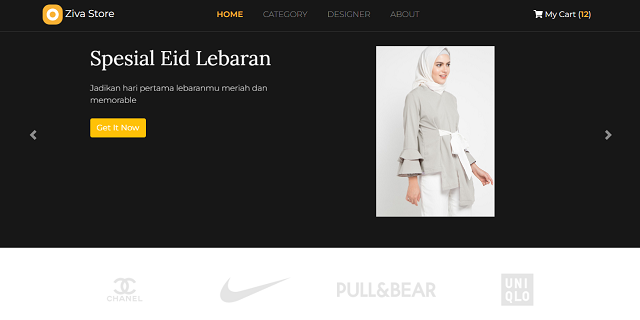 Ziva Store
HOME
CATEGORY
DESIGNER
ABOUT
My Cart (12)
Spesial Eid Lebaran
Jadikan hari pertama lebaranmu meriah dan
memorable
Get It Now
CHANEL
PULL&BEAR
UNI
QLO